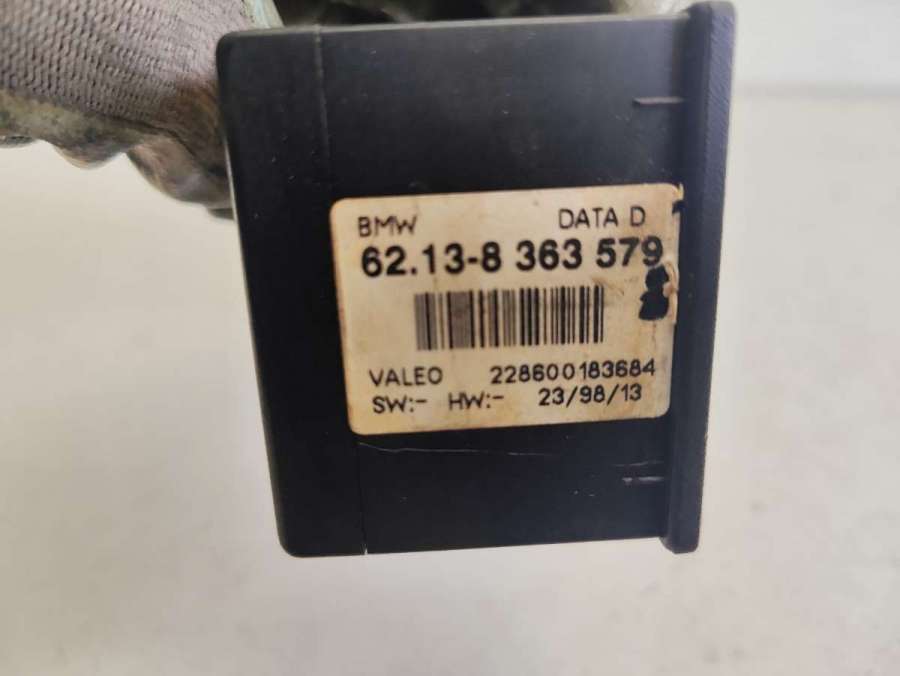 BMW DATA D
62.13-8 363 579
VALEO 228600183684
SW:- HW:- 23/98/13